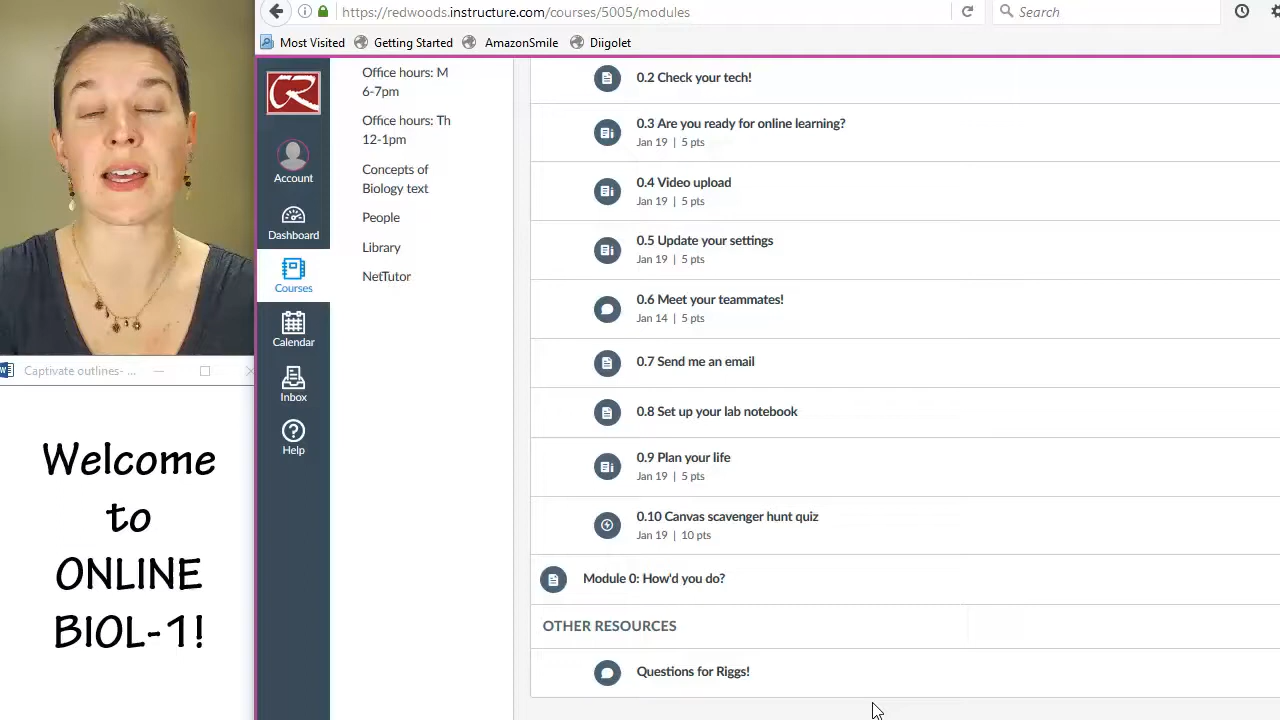 https://redwoods.instructure.com/courses/5005/modules
Search
Most Visited
Getting Started
AmazonSmile
Diigolet
CR
Account
Dashboard
Courses
Calendar
Inbox
Help
Office hours: M
6-7pm
Office hours: Th
12-1pm
Concepts of
Biology text
People
Library
NetTutor
0.2 Check your tech!
0.3 Are you ready for online learning?
Jan 19 | 5 pts
0.4 Video upload
Jan 19 | 5 pts
0.5 Update your settings
Jan 19 | 5 pts
0.6 Meet your teammates!
Jan 14 | 5 pts
0.7 Send me an email
0.8 Set up your lab notebook
0.9 Plan your life
Jan 19 | 5 pts
0.10 Canvas scavenger hunt quiz
Jan 19 | 10 pts
Module 0: How'd you do?
OTHER RESOURCES
Questions for Riggs!
Captivate outlines- ...
Welcome
to
ONLINE
BIOL-1!